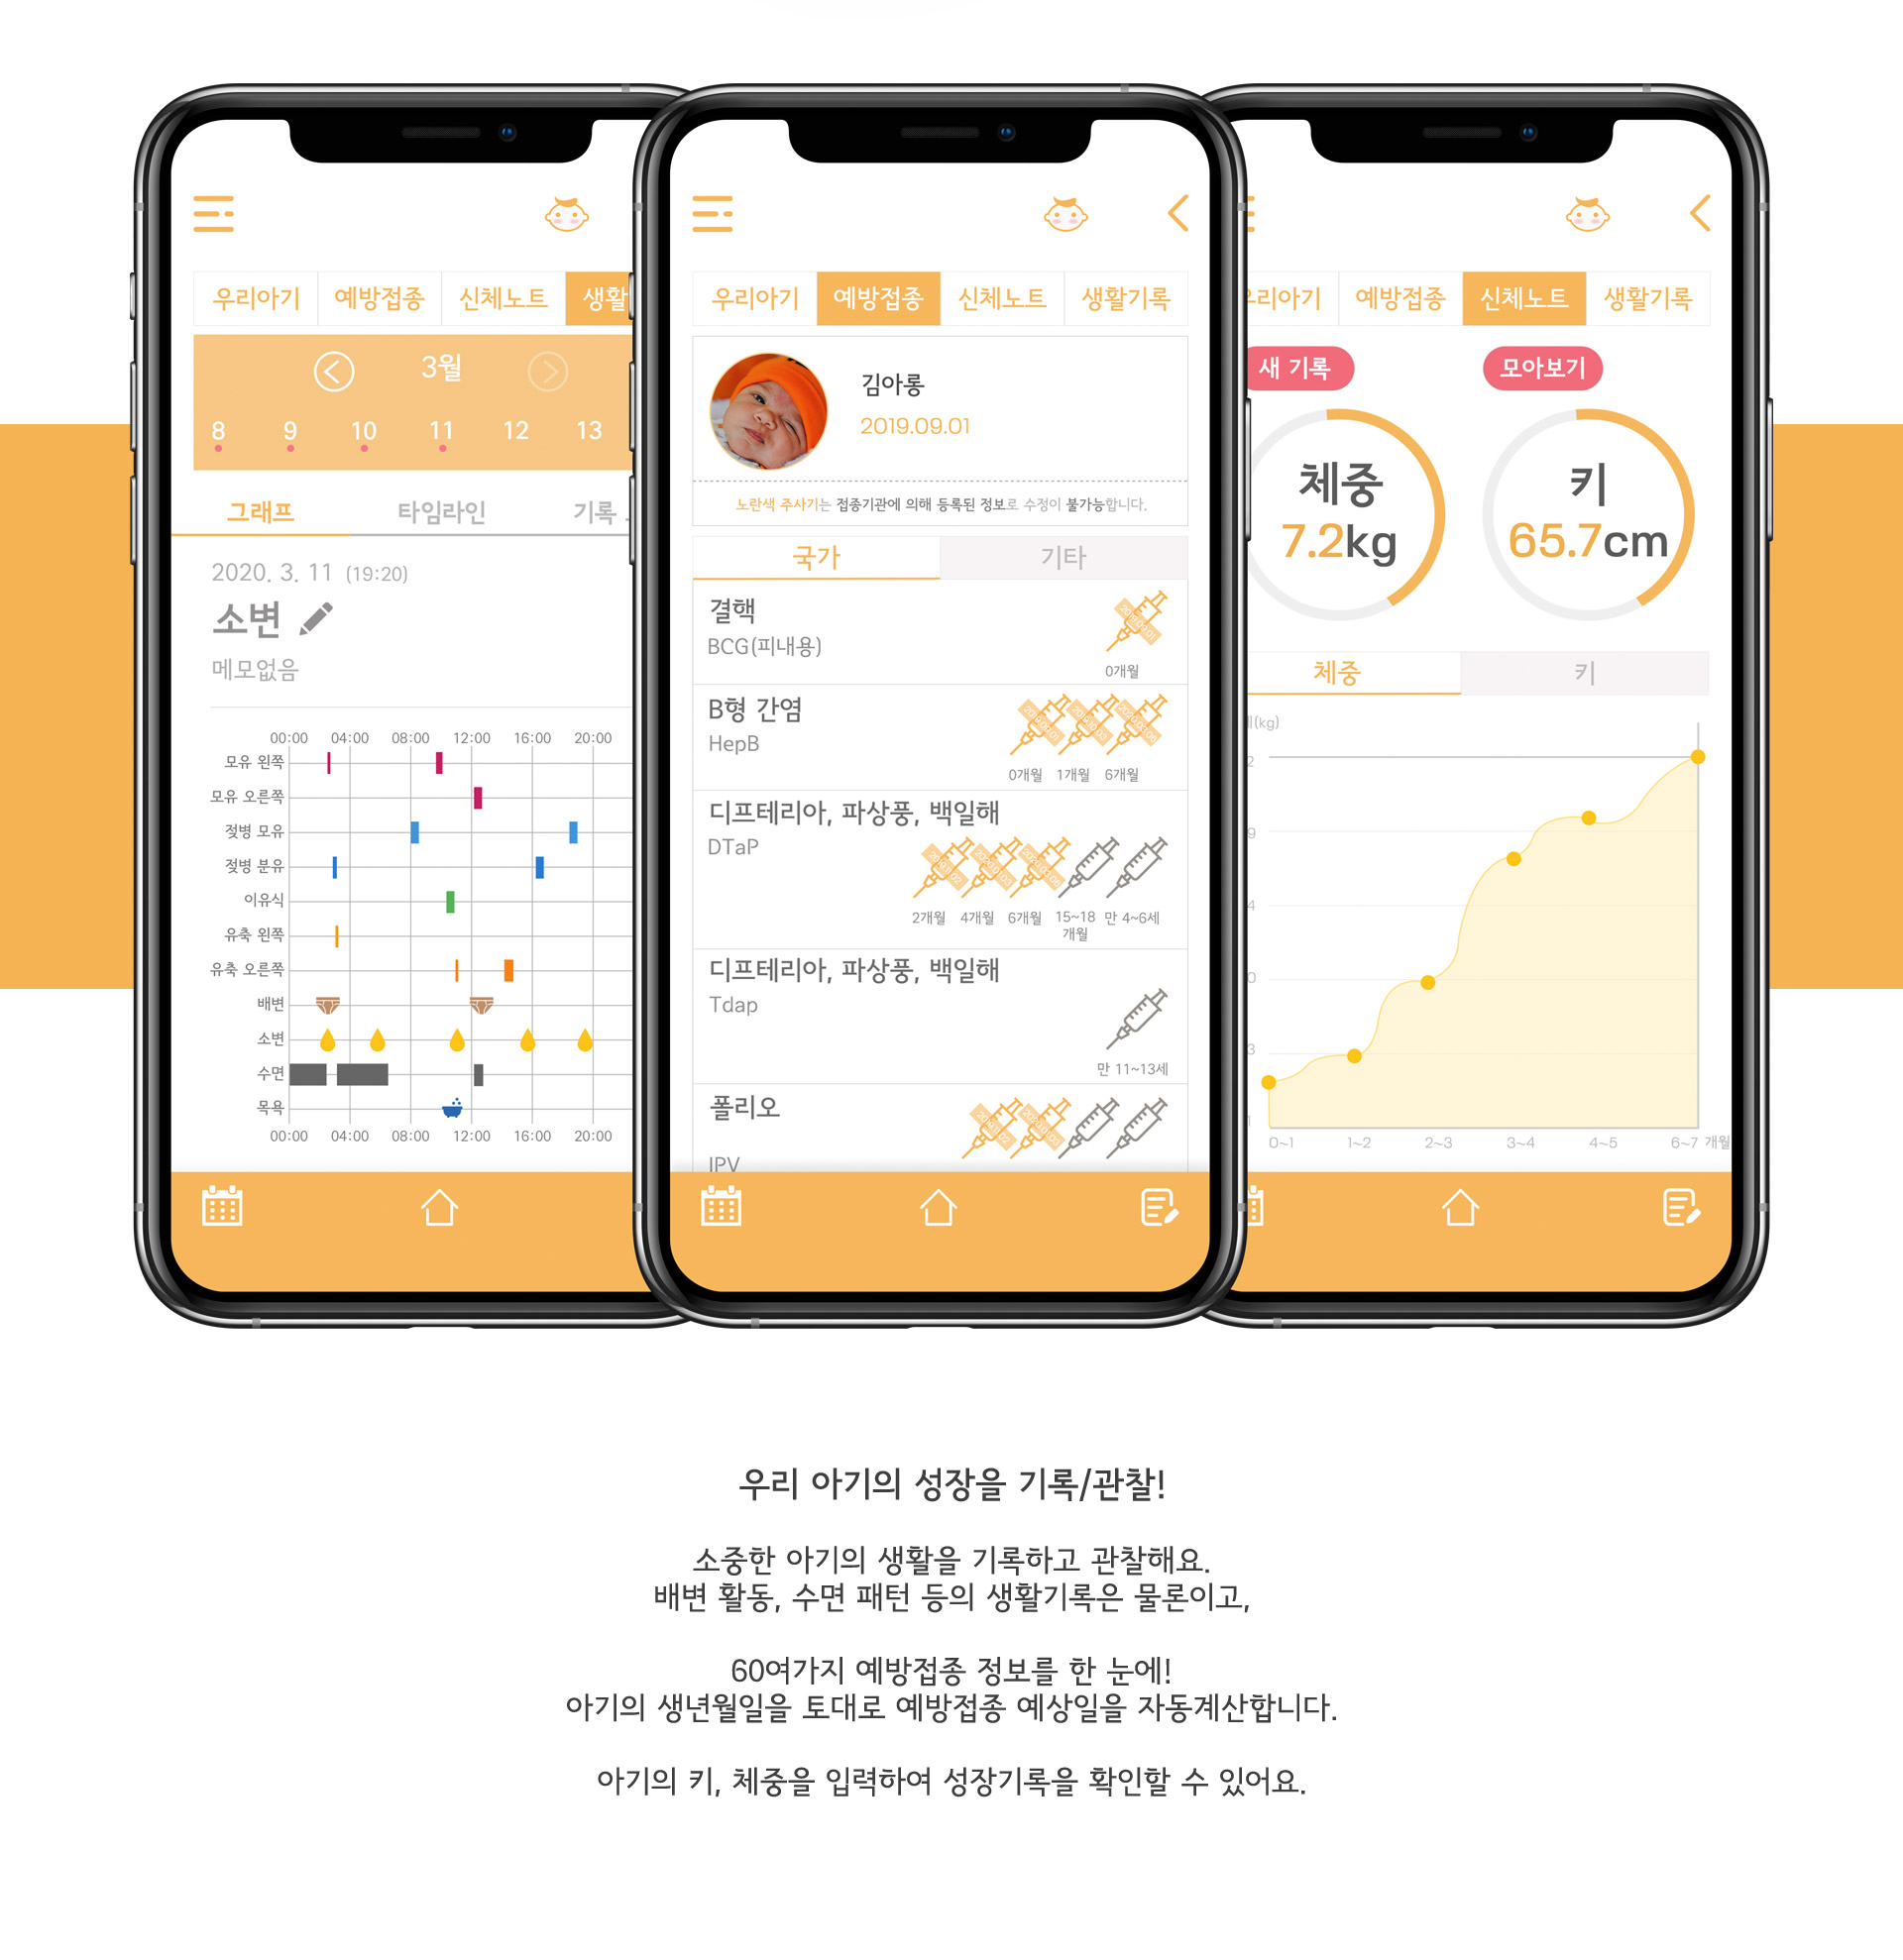 우리아기 예방접종 신체노트 생활
3월
8 9 10 11 12 13
그래프 타임라인 기록
2020. 3. 11 (19:20)
소변
메모없음
00:00 04:00 08:00 12:00 16:00 20:00
모유 왼쪽
모유 오른쪽
젖병 모유
젖병 분유
이유식
유축 왼쪽
유축 오른쪽
배변
소변
수면
목욕
00:00 04:00 08:00 12:00 16:00 20:00
우리아기 예방접종 신체노트 생활기록
김아롱
2019.09.01
노란색 주사기는 접종기관에 의해 등록된 정보로 수정이 불가능합니다.
국가 기타
결핵
BCG(피내용)
0개월
B형 간염
HepB
0개월 1개월 6개월
디프테리아, 파상풍, 백일해
DTaP
2개월 4개월 6개월 15~18 만 4~6세
개월
디프테리아, 파상풍, 백일해
Tdap
만 11~13세
폴리오
IPV
리아기 예방접종 신체노트 생활기록
새 기록 모아보기
체중 키
7.2kg 65.7cm
체중 키
(kg)
2
9
4
0
3
1
0~1 1~2 2~3 3~4 4~5 6~7 개월
우리 아기의 성장을 기록/관찰!
소중한 아기의 생활을 기록하고 관찰해요.
배변 활동, 수면 패턴 등의 생활기록은 물론이고,
60여가지 예방접종 정보를 한 눈에!
아기의 생년월일을 토대로 예방접종 예상일을 자동계산합니다.
아기의 키, 체중을 입력하여 성장기록을 확인할 수 있어요.